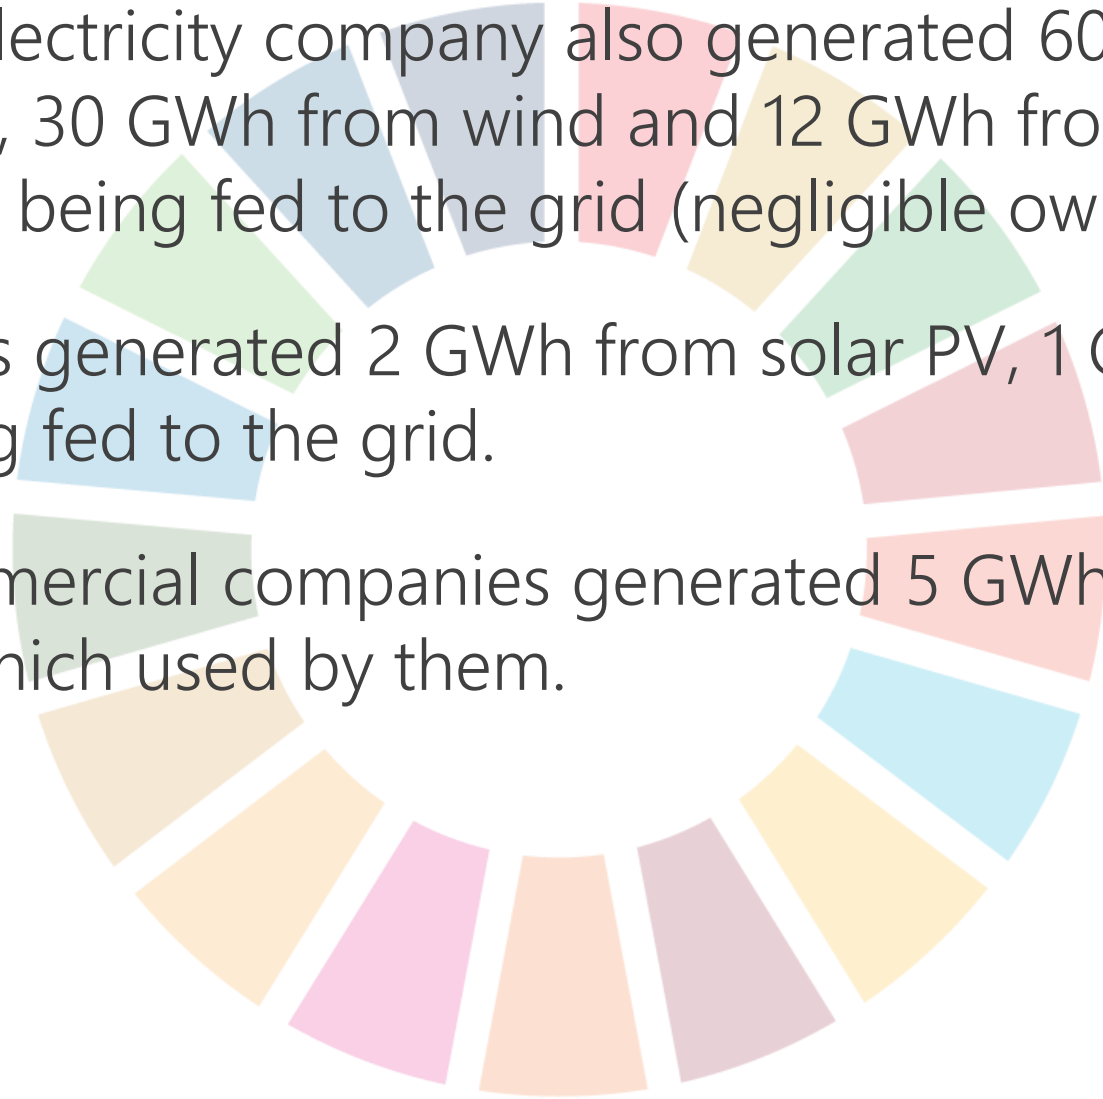 lectricity company also generated 60
, 30 GWh from wind and 12 GWh fro
being fed to the grid (negligible ow
s generated 2 GWh from solar PV, 1 G
g fed to the grid.
mercial companies generated 5 GWh
hich used by them.